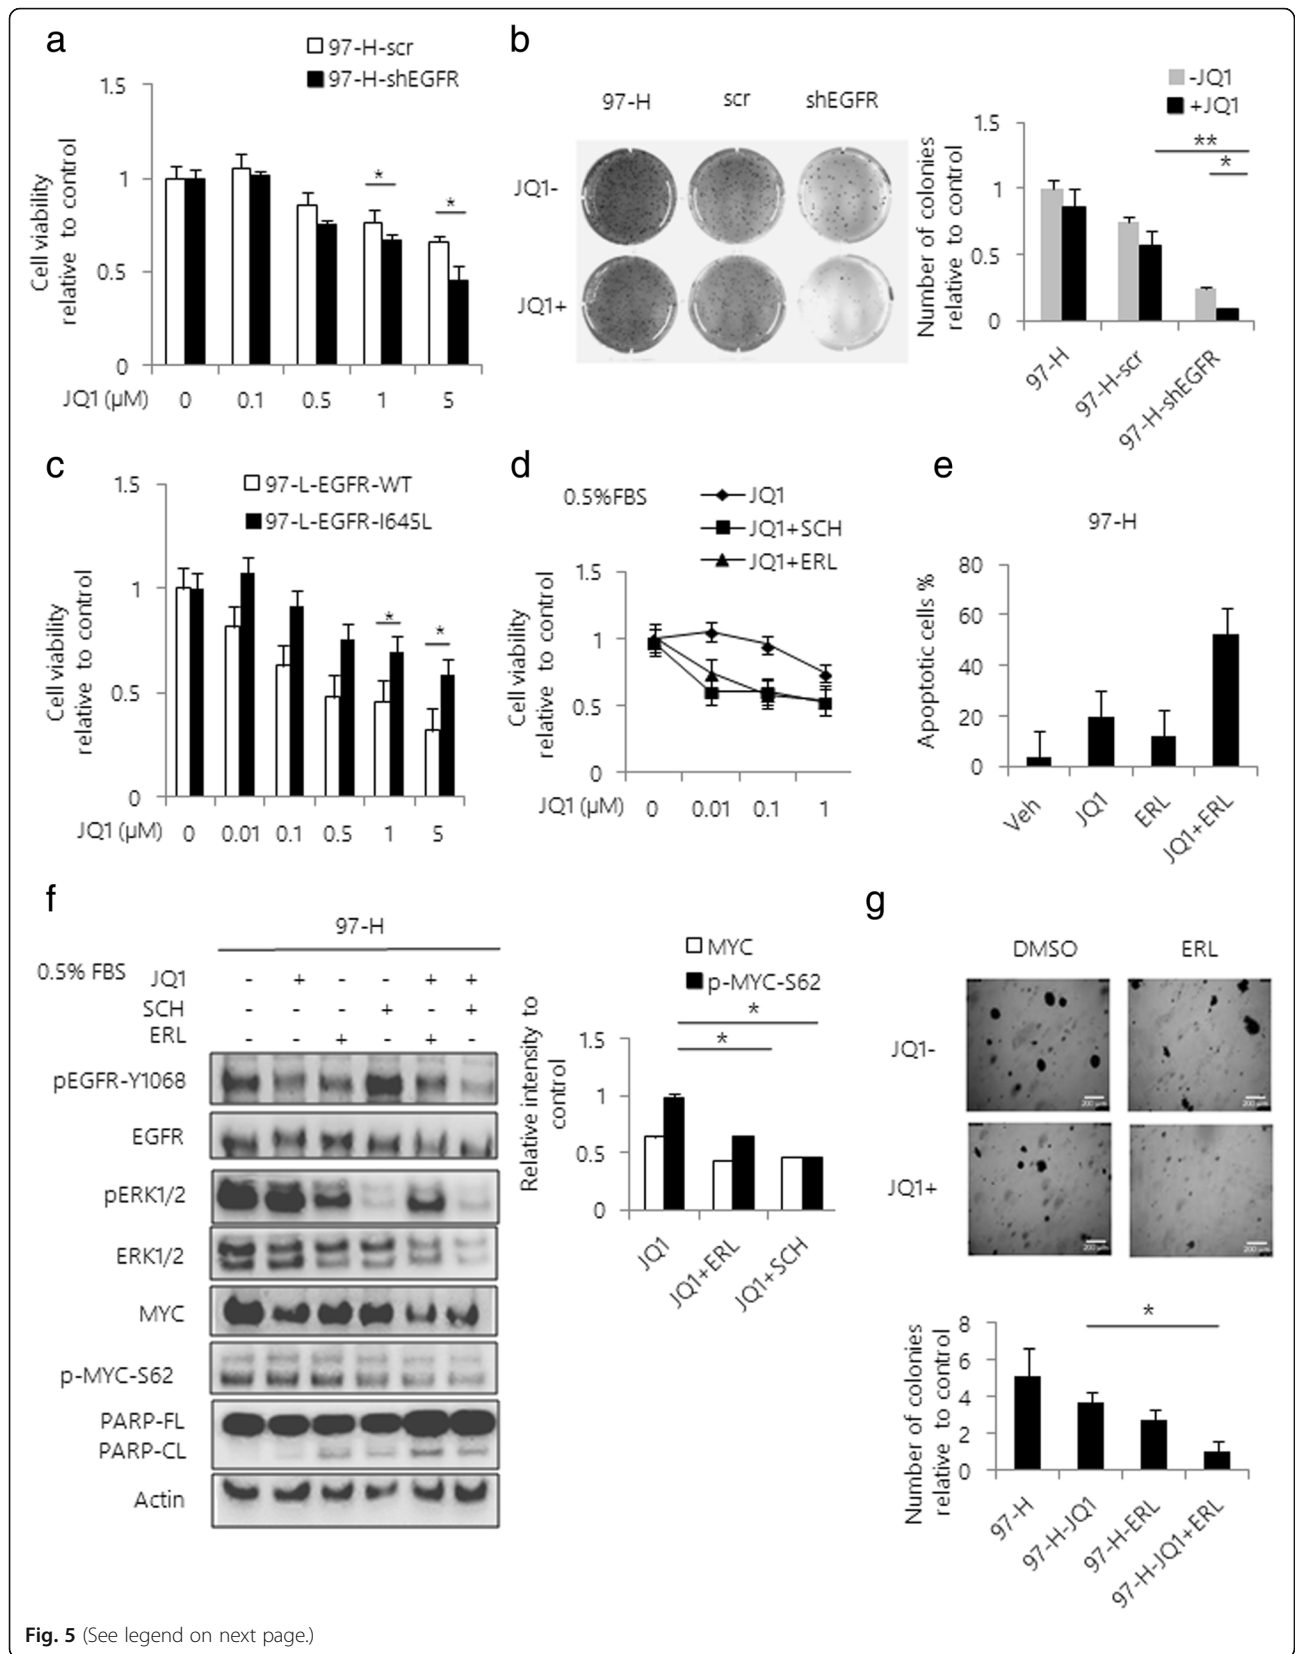 a
97-H-scr
97-H-shEGFR
Cell viability
relative to control
1.5
1
0.5
0
*
*
JQ1 (µM) 0 0.1 0.5 1 5
b
97-H scr shEGFR
JQ1-
JQ1+
-JQ1
+JQ1
Number of colonies
relative to control
1.5
1
0.5
0
**
*
97-H
97-H-scr
97-H-shEGFR
c
97-L-EGFR-WT
97-L-EGFR-I645L
Cell viability
relative to control
1.5
1
0.5
0
*
*
JQ1 (µM) 0 0.01 0.1 0.5 1 5
d
0.5%FBS
JQ1
JQ1+SCH
JQ1+ERL
Cell viability
relative to control
1.5
1
0.5
0
JQ1 (µM) 0 0.01 0.1 1
e
97-H
Apoptotic cells %
80
60
40
20
0
Veh
JQ1
ERL
JQ1+ERL
f
97-H
0.5% FBS
JQ1 - + - - + +
SCH - - - + - +
ERL - - + - + -
pEGFR-Y1068
EGFR
pERK1/2
ERK1/2
MYC
p-MYC-S62
PARP-FL
PARP-CL
Actin
MYC
p-MYC-S62
Relative intensity to
control
1.5
1
0.5
0
*
*
JQ1
JQ1+ERL
JQ1+SCH
g
DMSO ERL
JQ1-
JQ1+
200 µm
200 µm
200 µm
200 µm
Number of colonies
relative to control
8
6
4
2
0
*
97-H
97-H-JQ1
97-H-ERL
97-H-JQ1+ERL
Fig. 5 (See legend on next page.)